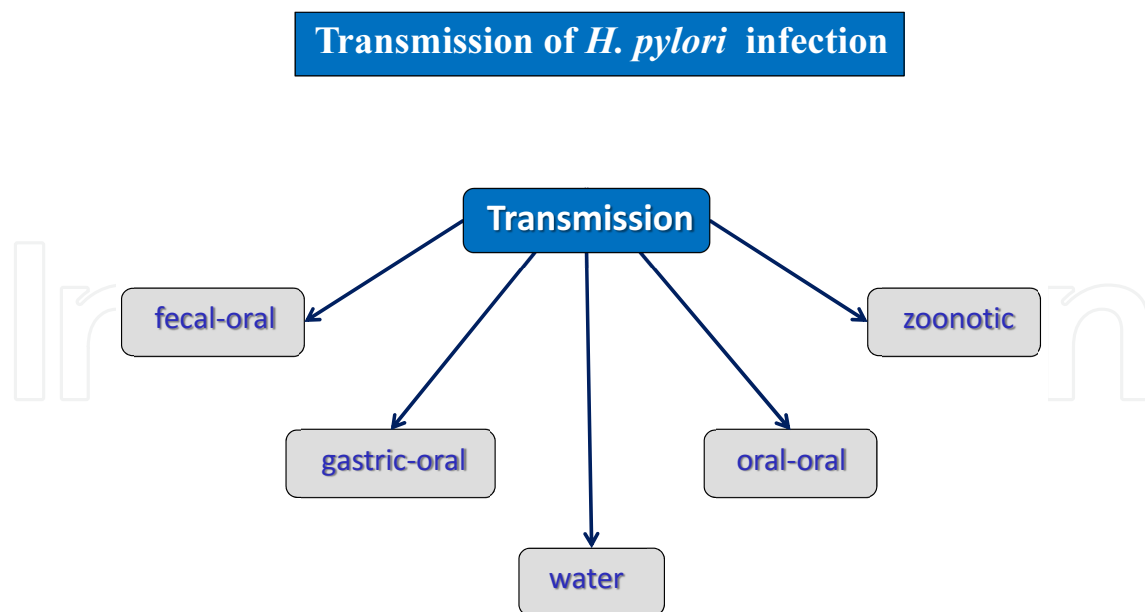 Transmission of H. pylori infection
Transmission
fecal-oral
zoonotic
gastric-oral
oral-oral
water